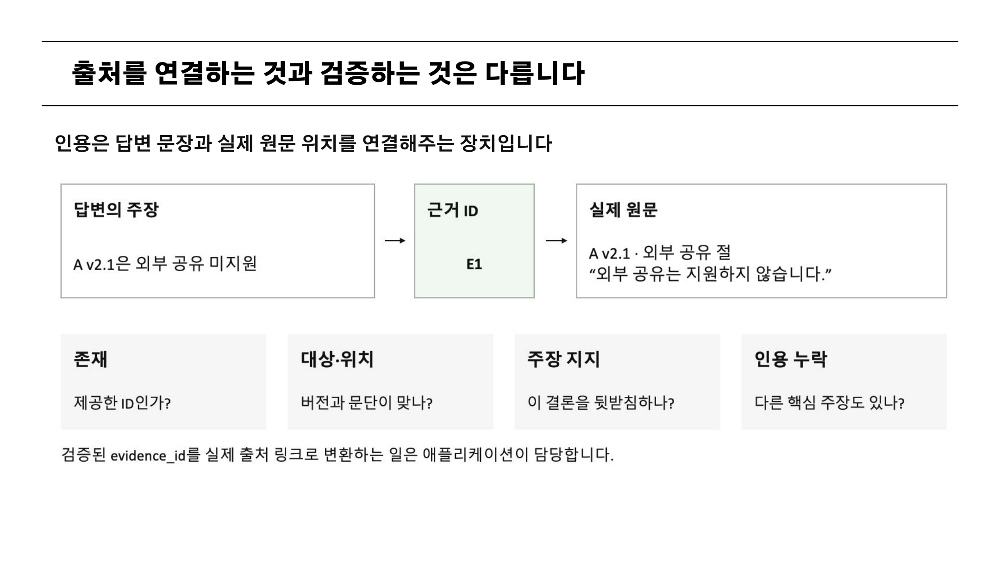 출처를 연결하는 것과 검증하는 것은 다릅니다
인용은 답변 문장과 실제 원문 위치를 연결해주는 장치입니다
답변의 주장
A v2.1은 외부 공유 미지원
근거 ID
E1
실제 원문
A v2.1 · 외부 공유 절
“외부 공유는 지원하지 않습니다.”
존재
제공한 ID인가?
대상·위치
버전과 문단이 맞나?
주장 지지
이 결론을 뒷받침하나?
인용 누락
다른 핵심 주장도 있나?
검증된 evidence_id를 실제 출처 링크로 변환하는 일은 애플리케이션이 담당합니다.